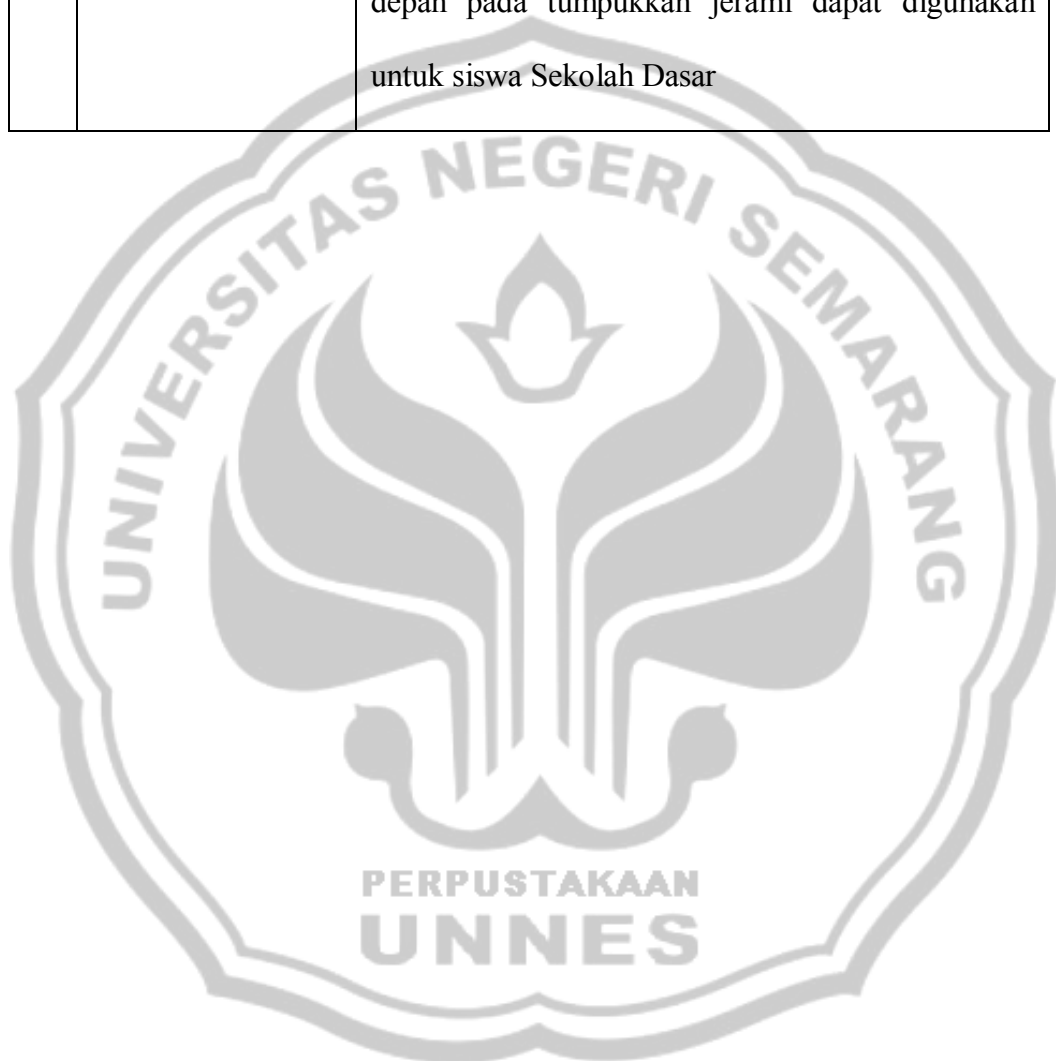 depan pada tumpukkan jerami dapat digunakan
untuk siswa Sekolah Dasar
UNIVERSITAS NEGERI SEMARANG
PERPUSTAKAAN
UNNES